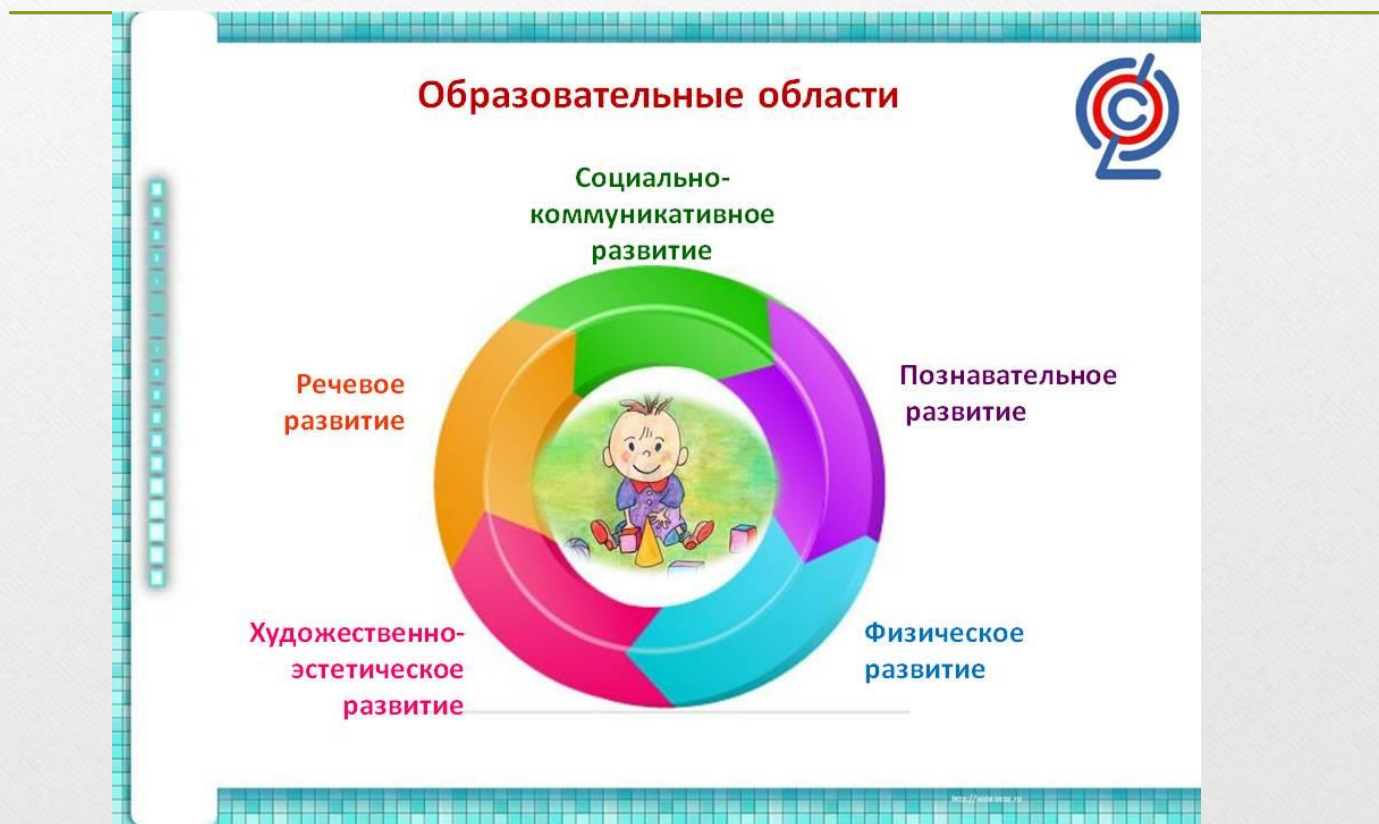 Образовательные области
Социально-
коммуникативное
развитие
Речевое
развитие
Познавательное
развитие
Художественно-
эстетическое
развитие
Физическое
развитие